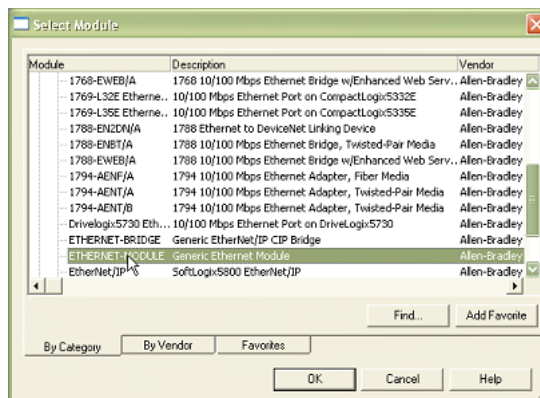 Select Module
Module Description Vendor
1768-EWEB/A 1768 10/100 Mbps Ethernet Bridge w/Enhanced Web Serv.. Allen-Bradley
1769-L32E Etherne.. 10/100 Mbps Ethernet Port on CompactLogix5332E Allen-Bradley
1769-L35E Etherne.. 10/100 Mbps Ethernet Port on CompactLogix5335E Allen-Bradley
1788-EN2DN/A 1788 Ethernet to DeviceNet Linking Device Allen-Bradley
1788-ENBT/A 1788 10/100 Mbps Ethernet Bridge, Twisted-Pair Media Allen-Bradley
1788-EWEB/A 1788 10/100 Mbps Ethernet Bridge w/Enhanced Web Serv.. Allen-Bradley
1794-AENF/A 1794 10/100 Mbps Ethernet Adapter, Fiber Media Allen-Bradley
1794-AENT/A 1794 10/100 Mbps Ethernet Adapter, Twisted-Pair Media Allen-Bradley
1794-AENT/B 1794 10/100 Mbps Ethernet Adapter, Twisted-Pair Media Allen-Bradley
Drivelogix5730 Eth... 10/100 Mbps Ethernet Port on DriveLogix5730 Allen-Bradley
ETHERNET-BRIDGE Generic EtherNet/IP CIP Bridge Allen-Bradley
ETHERNET-MODULE Generic Ethernet Module Allen-Bradley
EtherNet/IP SoftLogix5800 EtherNet/IP Allen-Bradley
Find... Add Favorite
By Category By Vendor Favorites
OK Cancel Help